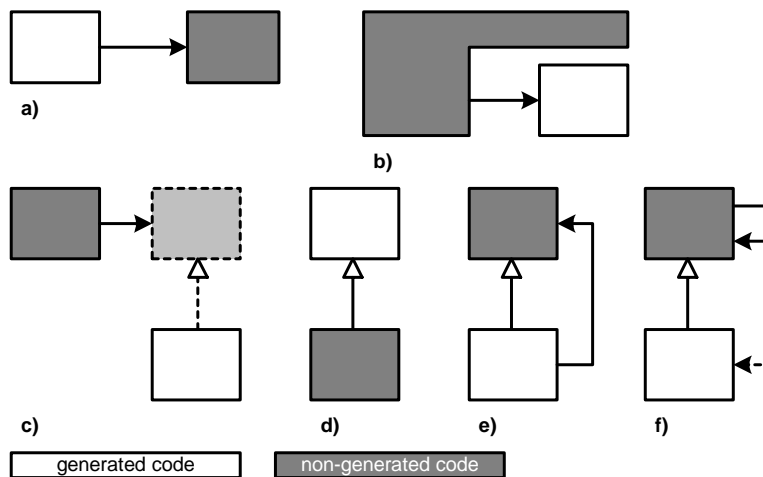 a)
b)
c)
d)
e)
f)
generated code
non-generated code